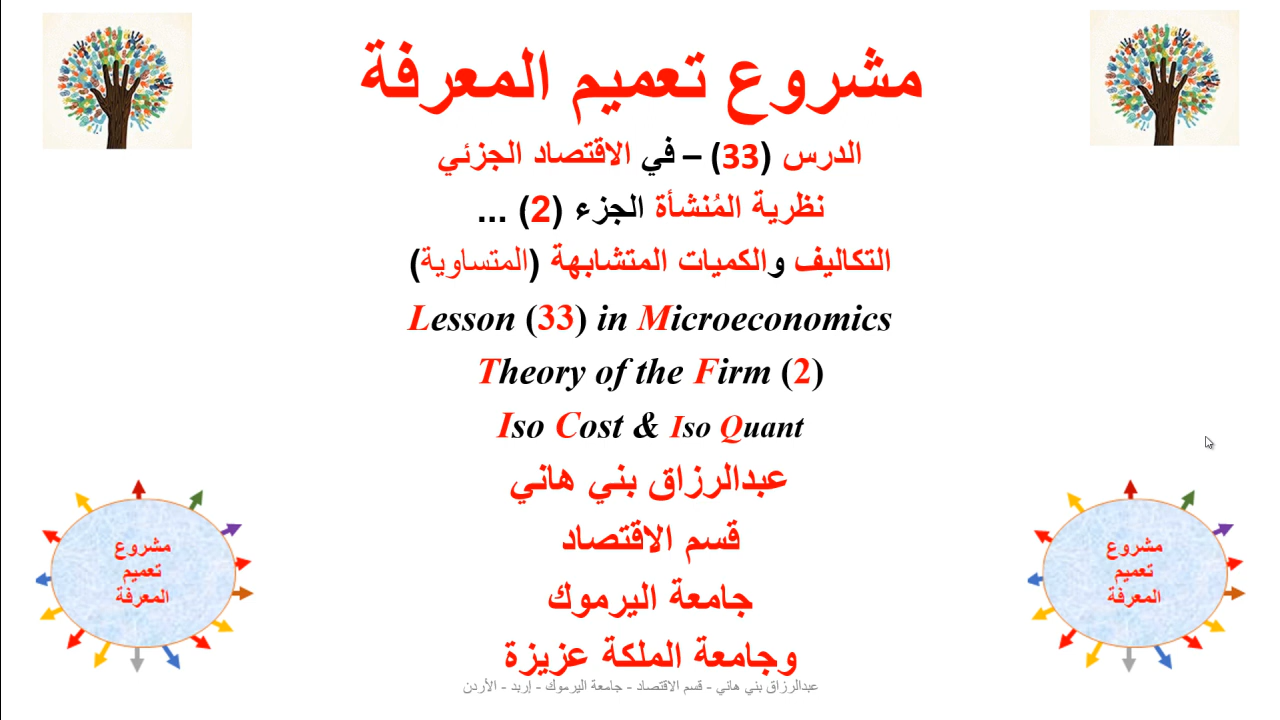 مشروع تعميم المعرفة
الدرس (33) – في الاقتصاد الجزئي
نظرية المُنشأة الجزء (2) ...
التكاليف والكميات المتشابهة (المتساوية)
Lesson (33) in Microeconomics
Theory of the Firm (2)
Iso Cost & Iso Quant
عبدالرزاق بني هاني
قسم الاقتصاد
جامعة اليرموك
وجامعة الملكة عزيزة
عبدالرزاق بني هاني - قسم الاقتصاد - جامعة اليرموك - إربد - الأردن
مشروع
تعميم
المعرفة
مشروع
تعميم
المعرفة